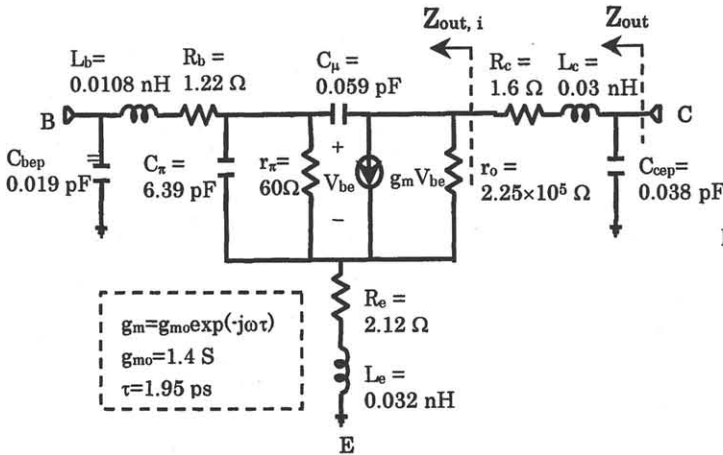 Zout, i
Zout
Lb=
0.0108 nH
Rb=
1.22 Ω
Cμ=
0.059 pF
Rc=
1.6 Ω
Lc=
0.03 nH
B
C
Cbep =
0.019 pF
Cπ=
6.39 pF
rπ=
60Ω
+
Vbe
−
gmVbe
ro=
2.25×10⁵ Ω
Ccep=
0.038 pF
gm=gmoexp(-jωτ)
gmo=1.4 S
τ=1.95 ps
Re =
2.12 Ω
Le =
0.032 nH
E